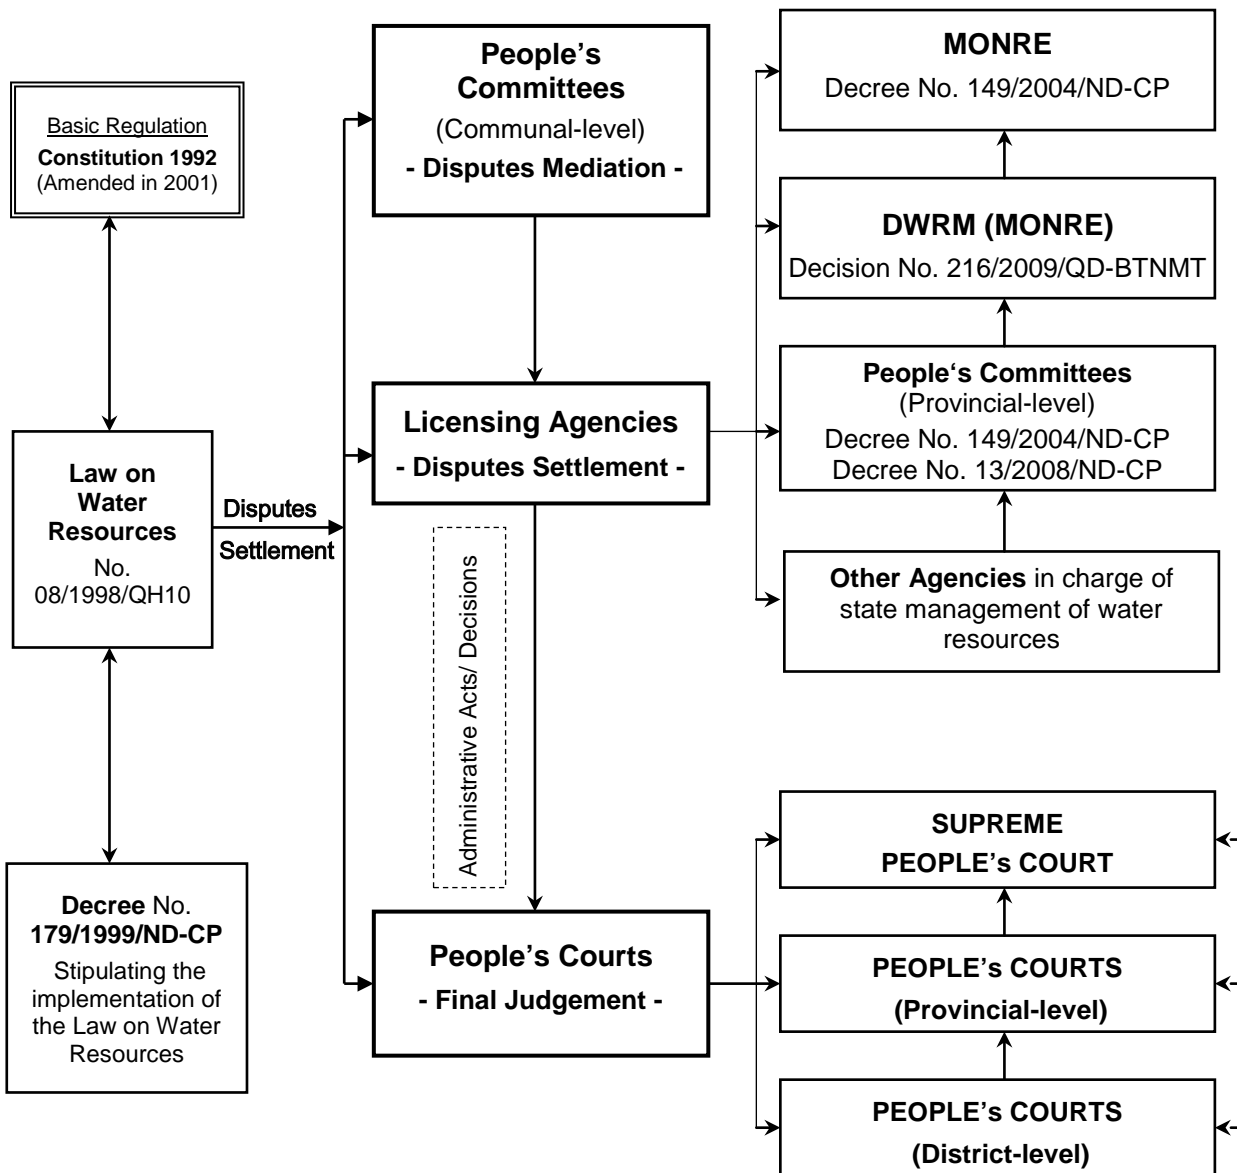 Basic Regulation
Constitution 1992
(Amended in 2001)
Law on
Water
Resources
No.
08/1998/QH10
Decree No.
179/1999/ND-CP
Stipulating the
implementation of
the Law on Water
Resources
Disputes
Settlement
People’s
Committees
(Communal-level)
- Disputes Mediation -
Licensing Agencies
- Disputes Settlement -
Administrative Acts/ Decisions
People’s Courts
- Final Judgement -
MONRE
Decree No. 149/2004/ND-CP
DWRM (MONRE)
Decision No. 216/2009/QD-BTNMT
People‘s Committees
(Provincial-level)
Decree No. 149/2004/ND-CP
Decree No. 13/2008/ND-CP
Other Agencies in charge of
state management of water
resources
SUPREME
PEOPLE’s COURT
PEOPLE’s COURTS
(Provincial-level)
PEOPLE’s COURTS
(District-level)